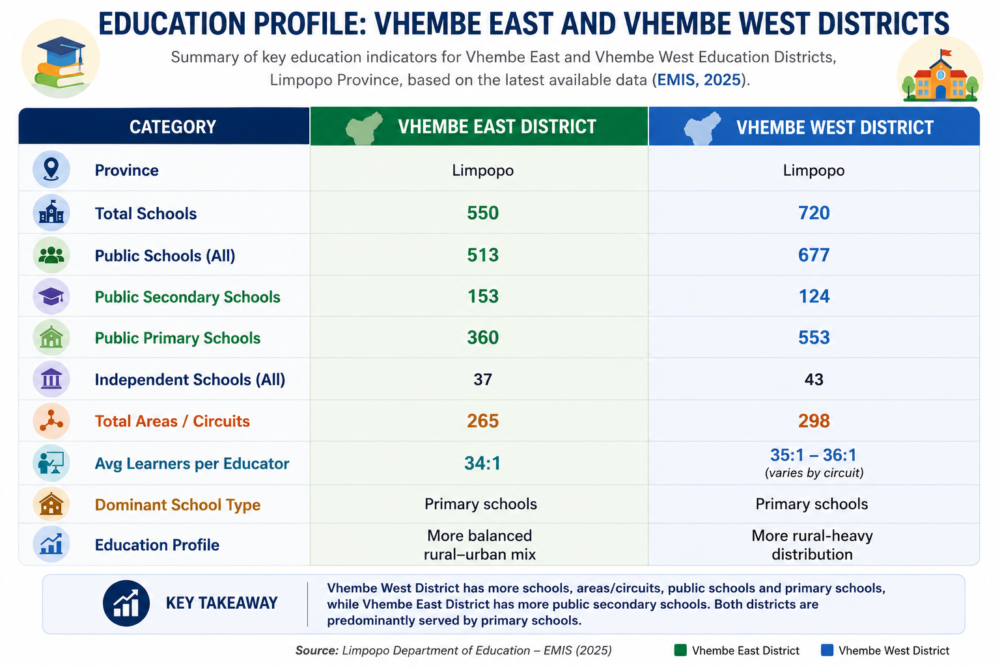 EDUCATION PROFILE: VHEMBE EAST AND VHEMBE WEST DISTRICTS
Summary of key education indicators for Vhembe East and Vhembe West Education Districts,
Limpopo Province, based on the latest available data (EMIS, 2025).
CATEGORY
VHEMBE EAST DISTRICT
VHEMBE WEST DISTRICT
Province
Limpopo
Limpopo
Total Schools
550
720
Public Schools (All)
513
677
Public Secondary Schools
153
124
Public Primary Schools
360
553
Independent Schools (All)
37
43
Total Areas / Circuits
265
298
Avg Learners per Educator
34:1
35:1 – 36:1
(varies by circuit)
Dominant School Type
Primary schools
Primary schools
Education Profile
More balanced
rural–urban mix
More rural-heavy
distribution
KEY TAKEAWAY
Vhembe West District has more schools, areas/circuits, public schools and primary schools,
while Vhembe East District has more public secondary schools. Both districts are
predominantly served by primary schools.
Source: Limpopo Department of Education – EMIS (2025)
Vhembe East District
Vhembe West District